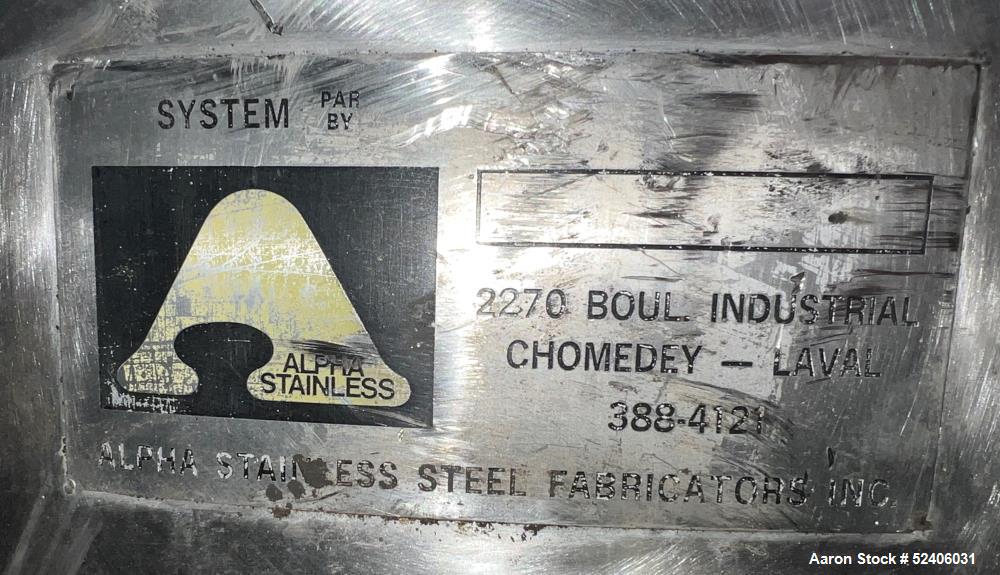 SYSTEM PAR
BY
ALPHA
STAINLESS
2270 BOUL. INDUSTRIAL
CHOMEDEY — LAVAL
388-4121
ALPHA STAINLESS STEEL FABRICATORS INC.
Aaron Stock # 52406031